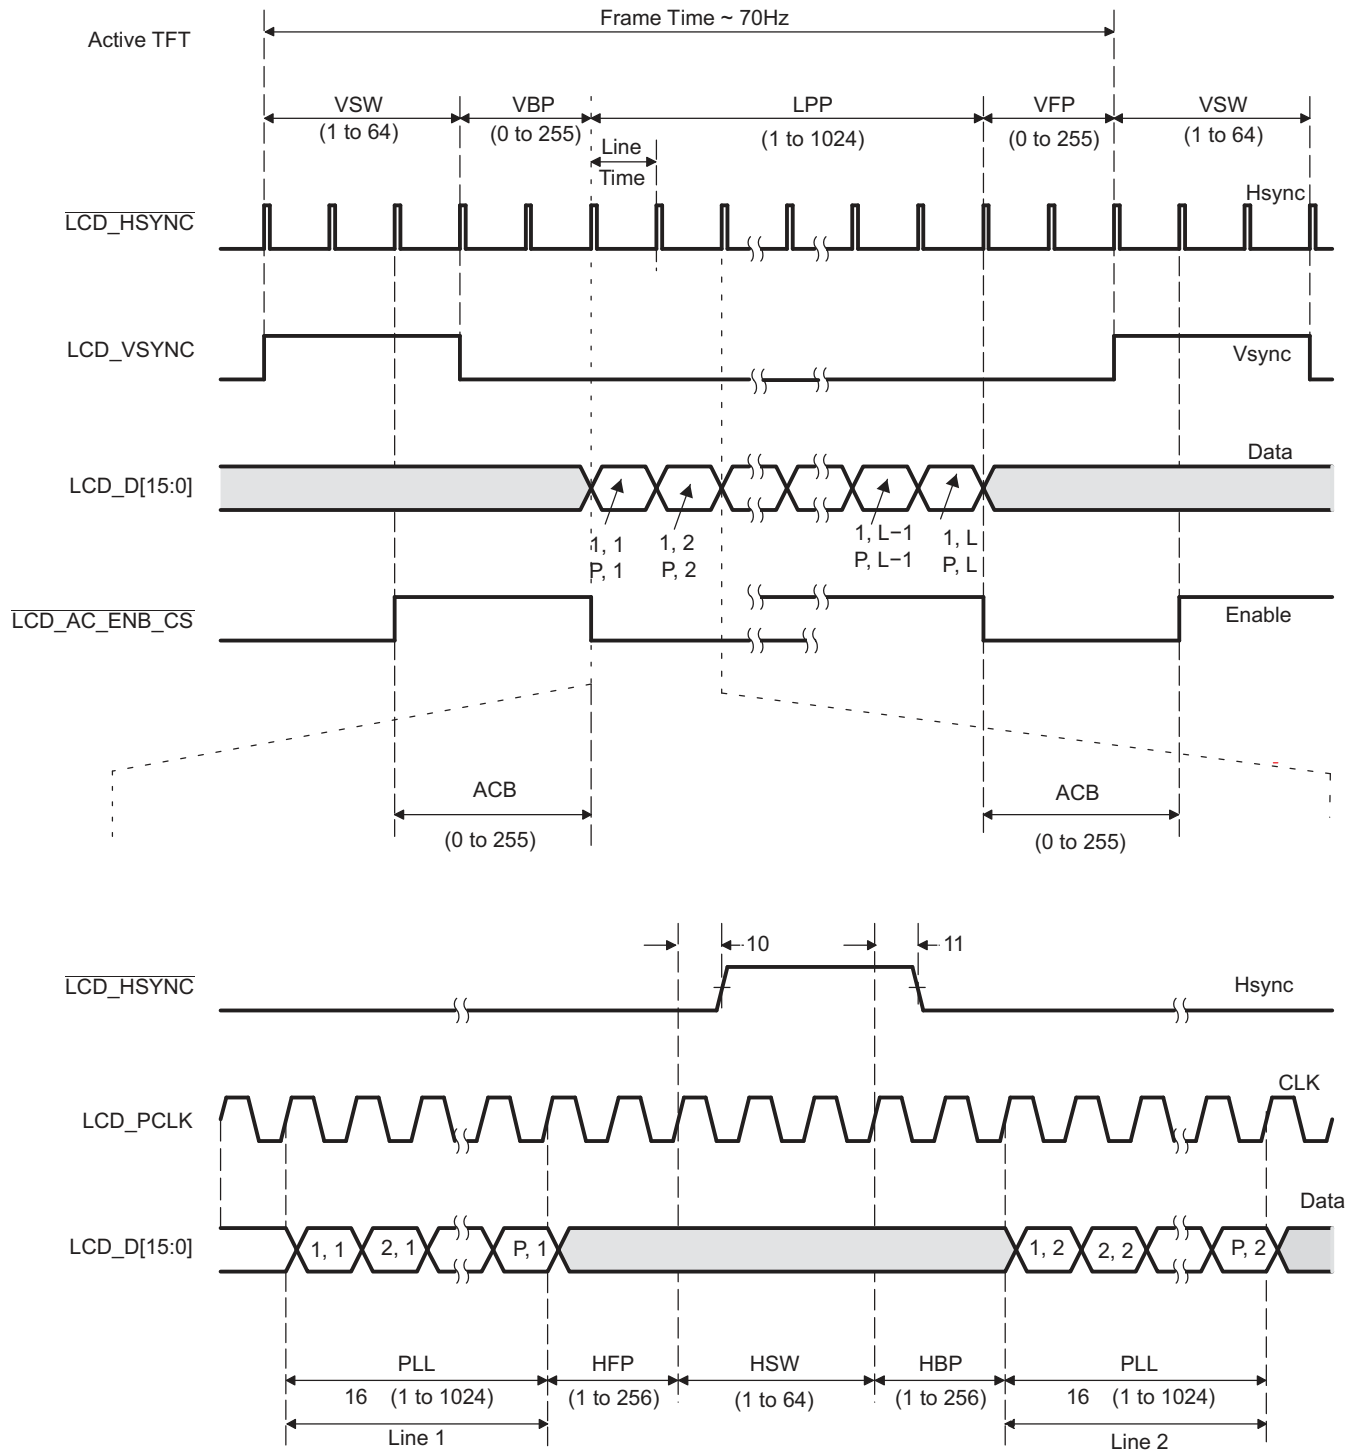 Frame Time ~ 70Hz
Active TFT
VSW VBP LPP VFP VSW
(1 to 64) (0 to 255) (1 to 1024) (0 to 255) (1 to 64)
Line
Time
LCD_HSYNC Hsync
LCD_VSYNC Vsync
Data
LCD_D[15:0]
1, 1 1, 2 1, L−1 1, L
P, 1 P, 2 P, L−1 P, L
LCD_AC_ENB_CS Enable
ACB ACB
(0 to 255) (0 to 255)
10 11
LCD_HSYNC Hsync
CLK
LCD_PCLK
Data
LCD_D[15:0] 1, 1 2, 1 P, 1 1, 2 2, 2 P, 2
PLL HFP HSW HBP PLL
16 (1 to 1024) (1 to 256) (1 to 64) (1 to 256) 16 (1 to 1024)
Line 1 Line 2